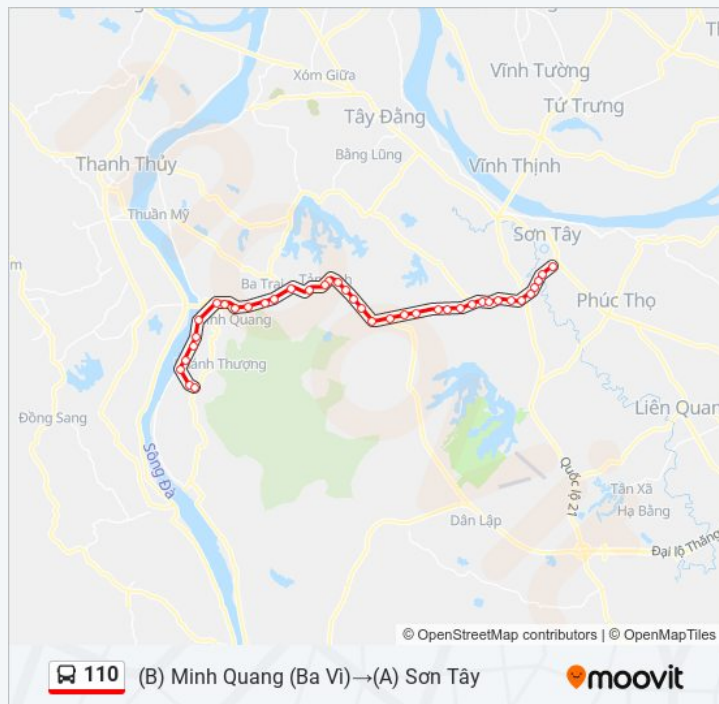 Vĩnh Tường
Xóm Giữa
Tứ Trưng
Tây Đằng
Bằng Lũng
Thanh Thủy
Vĩnh Thịnh
Thuần Mỹ
Sơn Tây
Ba Trại
Phúc Thọ
Minh Quang
Khánh Thượng
Đồng Sang
Liên Quan
Sông Đà
Quốc lộ 21
Tân Xã
Hạ Bằng
Dân Lập
Đại lộ Thăng
© OpenStreetMap contributors | © OpenMapTiles
110 (B) Minh Quang (Ba Vì)→(A) Sơn Tây moovit